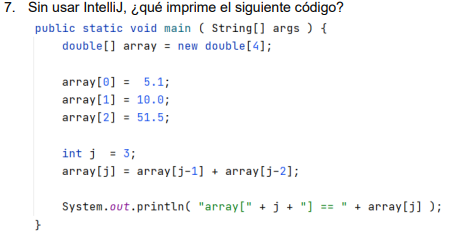 7. Sin usar IntelliJ, ¿qué imprime el siguiente código?
public static void main ( String[] args ) {
    double[] array = new double[4];

    array[0] =  5.1;
    array[1] = 10.0;
    array[2] = 51.5;

    int j  = 3;
    array[j] = array[j-1] + array[j-2];

    System.out.println( "array[" + j + "] == " + array[j] );
}